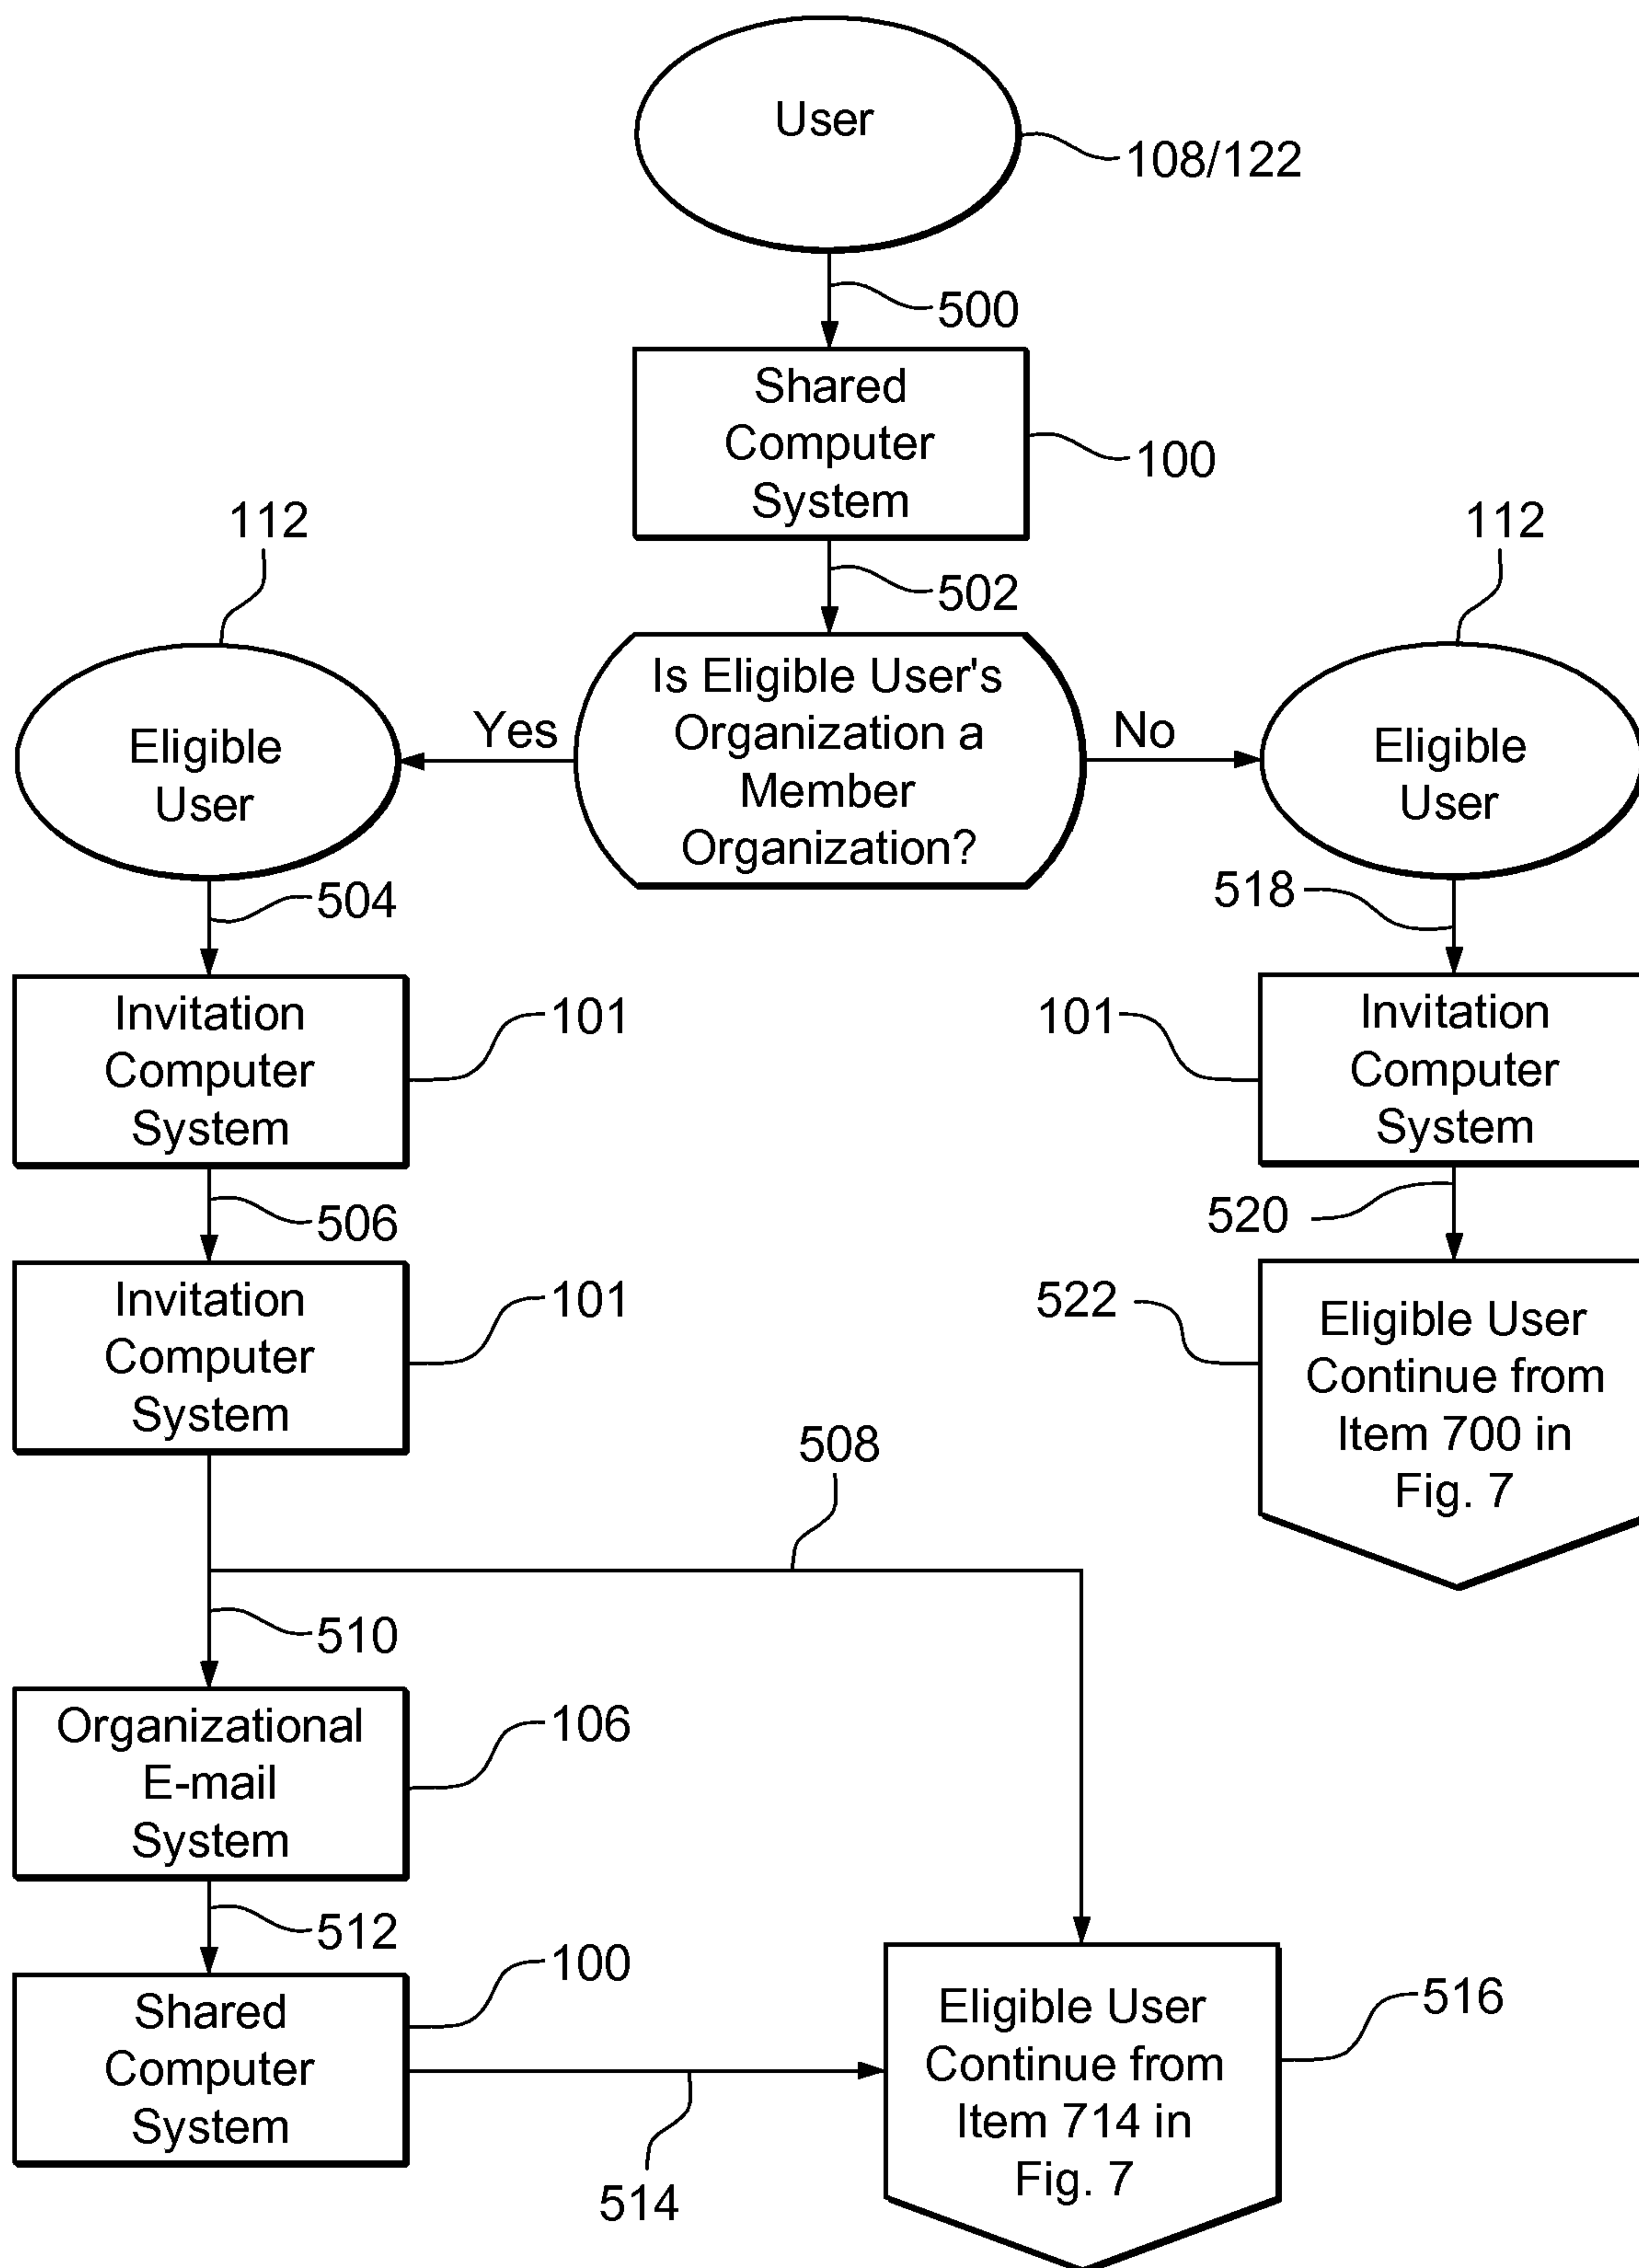 User
108/122
500
Shared
Computer
System
100
502
112
112
Is Eligible User's
Organization a
Member
Organization?
Yes
No
Eligible
User
Eligible
User
504
518
Invitation
Computer
System
101
101
Invitation
Computer
System
506
520
Invitation
Computer
System
101
522
Eligible User
Continue from
Item 700 in
Fig. 7
508
510
Organizational
E-mail
System
106
512
Shared
Computer
System
100
514
Eligible User
Continue from
Item 714 in
Fig. 7
516